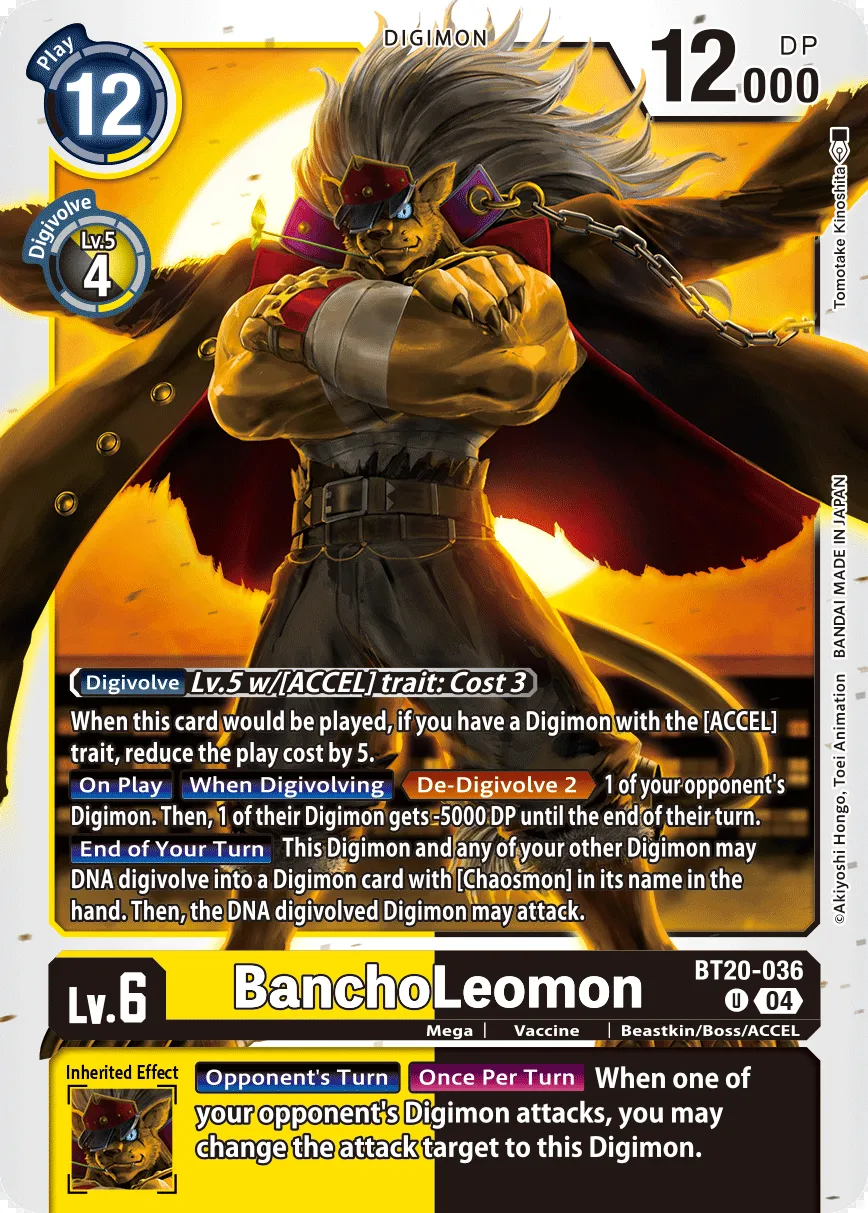 DIGIMON
Play
12
DP
12000
Digivolve
Lv.5
4
Tomotake Kinoshita
©Akiyoshi Hongo, Toei Animation BANDAI MADE IN JAPAN
Digivolve Lv.5 w/[ACCEL] trait: Cost 3
When this card would be played, if you have a Digimon with the [ACCEL]
trait, reduce the play cost by 5.
On Play When Digivolving De-Digivolve 2 1 of your opponent's
Digimon. Then, 1 of their Digimon gets -5000 DP until the end of their turn.
End of Your Turn This Digimon and any of your other Digimon may
DNA digivolve into a Digimon card with [Chaosmon] in its name in the
hand. Then, the DNA digivolved Digimon may attack.
Lv.6
BanchoLeomon
BT20-036
U 04
Mega | Vaccine | Beastkin/Boss/ACCEL
Inherited Effect
Opponent's Turn Once Per Turn When one of
your opponent's Digimon attacks, you may
change the attack target to this Digimon.